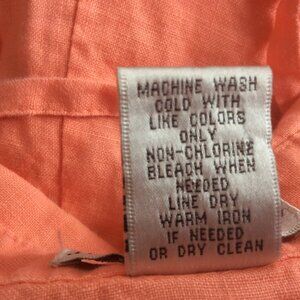 MACHINE WASH
COLD WITH
LIKE COLORS
ONLY
NON-CHLORINE
BLEACH WHEN
NEEDED
LINE DRY
WARM IRON
IF NEEDED
OR DRY CLEAN